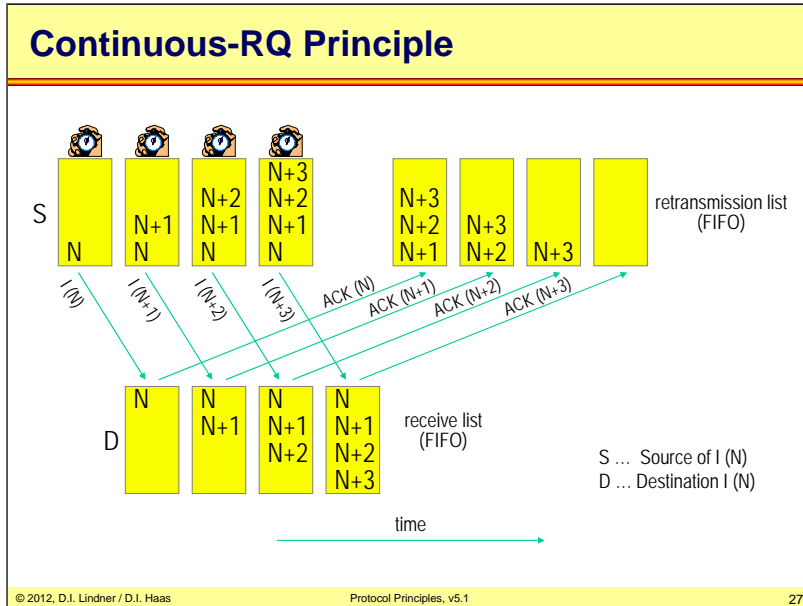 Continuous-RQ Principle
S
N
N+1
N
N+2
N+1
N
N+3
N+2
N+1
N
N+3
N+2
N+1
N+3
N+2
N+3
retransmission list
(FIFO)
I (N)
I (N+1)
I (N+2)
I (N+3)
ACK (N)
ACK (N+1)
ACK (N+2)
ACK (N+3)
D
N
N
N+1
N
N+1
N+2
N
N+1
N+2
N+3
receive list
(FIFO)
S ... Source of I (N)
D ... Destination I (N)
time
© 2012, D.I. Lindner / D.I. Haas
Protocol Principles, v5.1
27